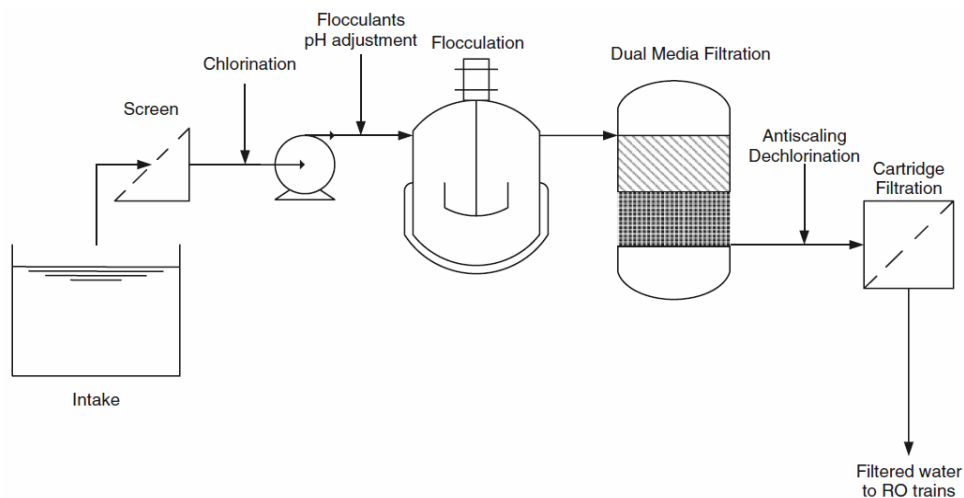 Flocculants
pH adjustment
Flocculation
Dual Media Filtration
Chlorination
Screen
Antiscaling
Dechlorination
Cartridge
Filtration
Intake
Filtered water
to RO trains